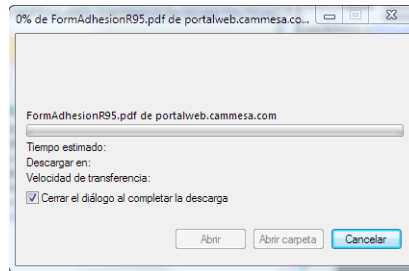 0% de FormAdhesionR95.pdf de portalweb.cammesa.co...
FormAdhesionR95.pdf de portalweb.cammesa.com
Tiempo estimado:
Descargar en:
Velocidad de transferencia:
Cerrar el diálogo al completar la descarga
Abrir Abrir carpeta Cancelar